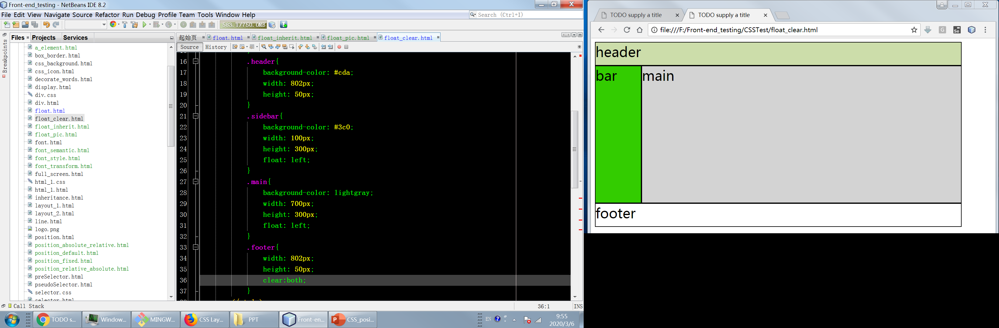 Front-end_testing - NetBeans IDE 8.2
File Edit View Navigate Source Refactor Run Debug Profile Team Tools Window Help
Search (Ctrl+I)
583.1/750.0MB
Breakpoints
Files Projects Services
a_element.html
box_border.html
css_background.html
css_icon.html
decorate_words.html
display.html
div.css
div.html
float.html
float_clear.html
float_inherit.html
float_pic.html
font.html
font_semantic.html
font_style.html
font_transform.html
full_screen.html
html_1.css
html_1.html
inheritance.html
layout_1.html
layout_2.html
line.html
logo.png
position.html
position_absolute_relative.html
position_default.html
position_fixed.html
position_relative_absolute.html
preSelector.html
pseudoSelector.html
selector.css
selector.html
起始页 float.html float_inherit.html float_pic.html float_clear.html
Source History
16 .header{
17 background-color: #cda;
18 width: 802px;
19 height: 50px;
20 }
21 .sidebar{
22 background-color: #3c0;
23 width: 100px;
24 height: 300px;
25 float: left;
26 }
27 .main{
28 background-color: lightgray;
29 width: 700px;
30 height: 300px;
31 float: left;
32 }
33 .footer{
34 width: 802px;
35 height: 50px;
36 clear:both;
37 }
Call Stack
36:1 INS
TODO s... Window... MINGW... CSS Lay... PPT Front-en... CSS_posi...
EN
9:55
2020/3/6
TODO supply a title TODO supply a title
file:///F:/Front-end_testing/CSSTest/float_clear.html
G
Se
header
bar main
footer